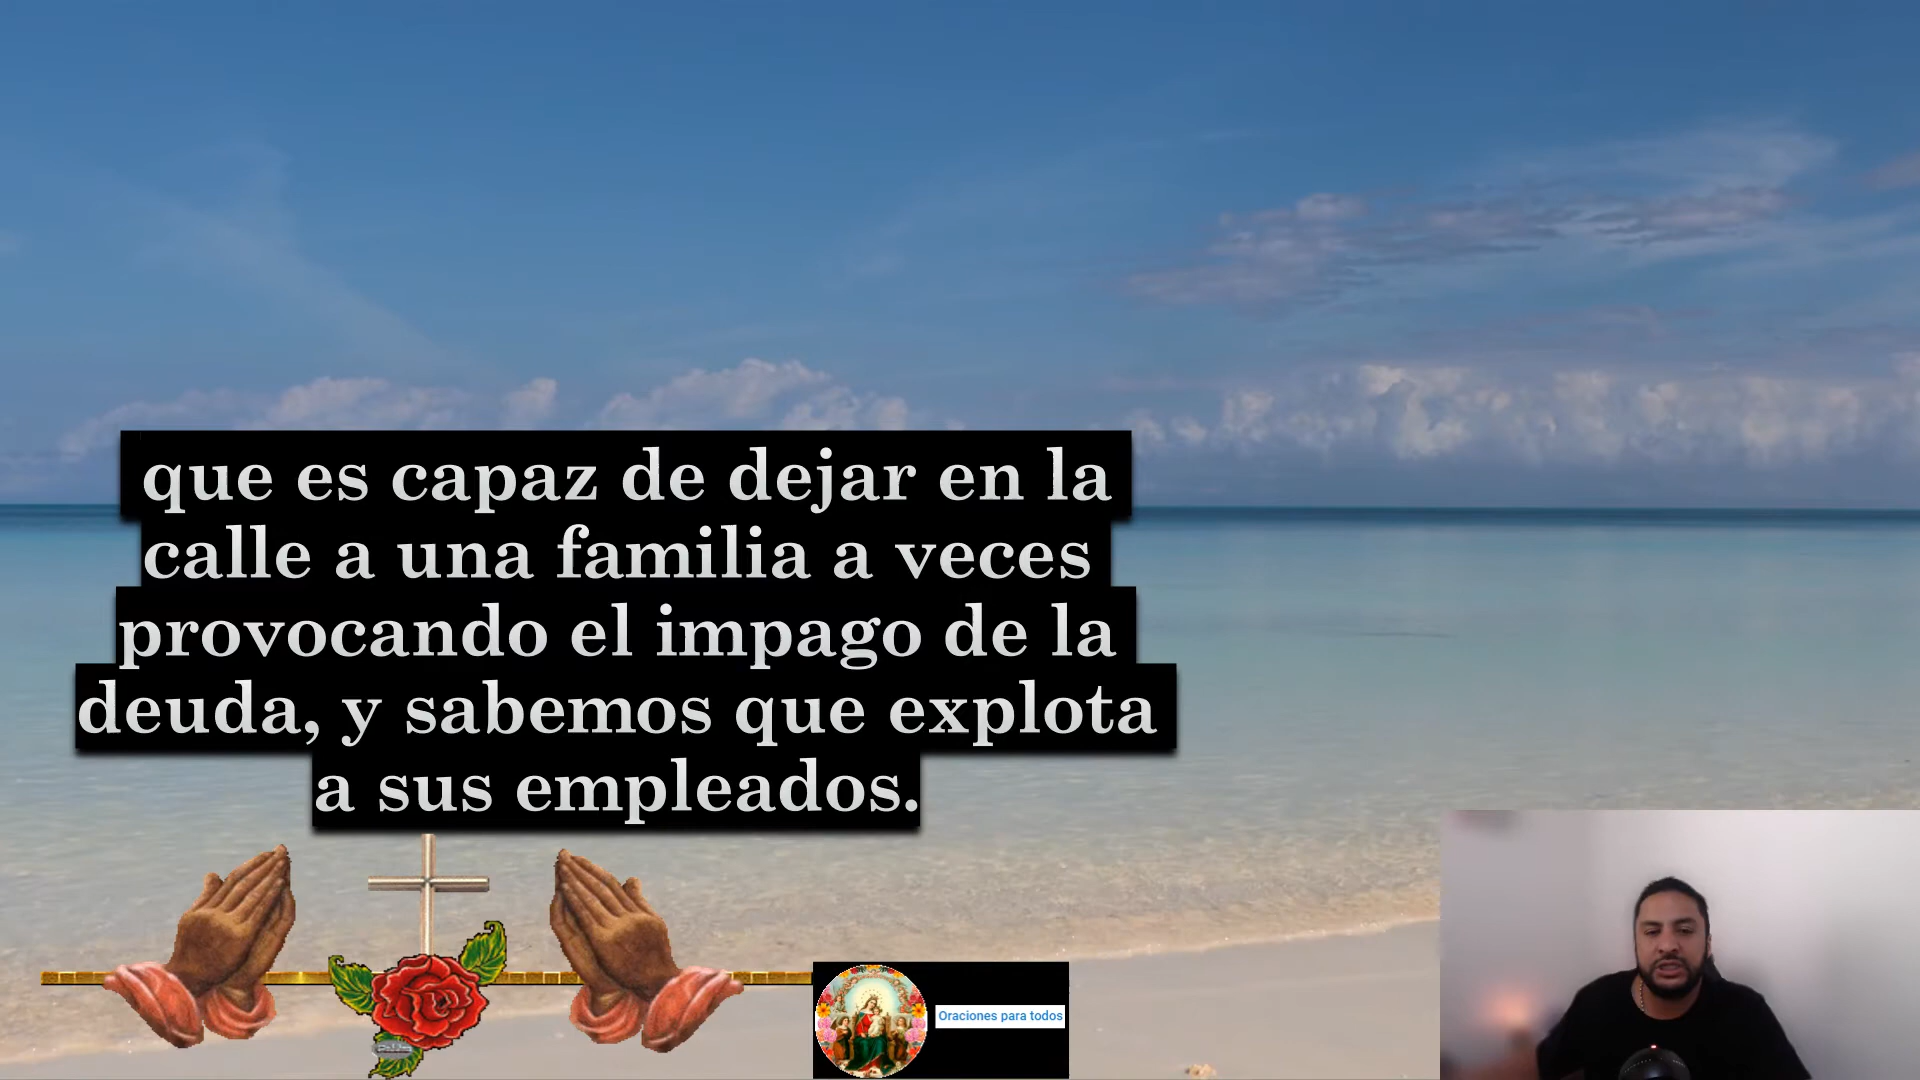 que es capaz de dejar en la
calle a una familia a veces
provocando el impago de la
deuda, y sabemos que explota
a sus empleados.
Oraciones para todos